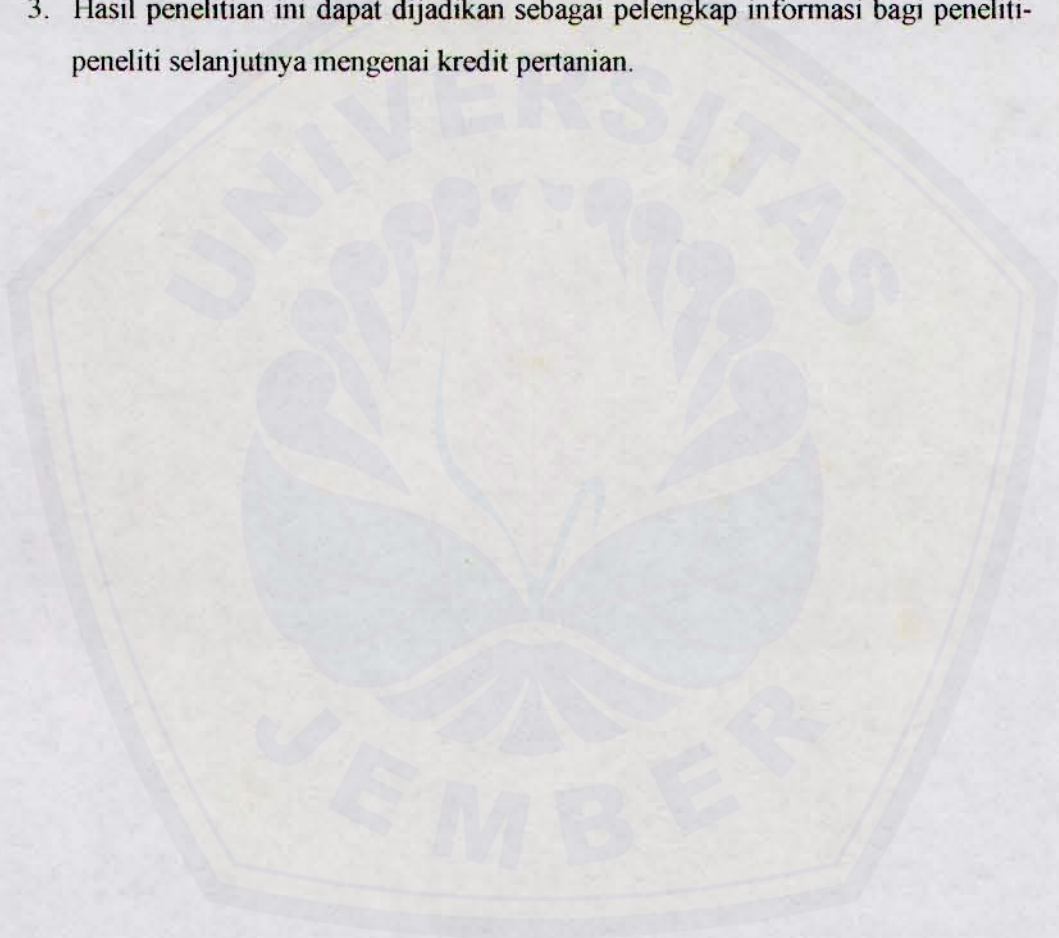 3. Hasil penelitian ini dapat dijadikan sebagai pelengkap informasi bagi peneliti-
peneliti selanjutnya mengenai kredit pertanian.
UNIVERSITAS
JEMBER